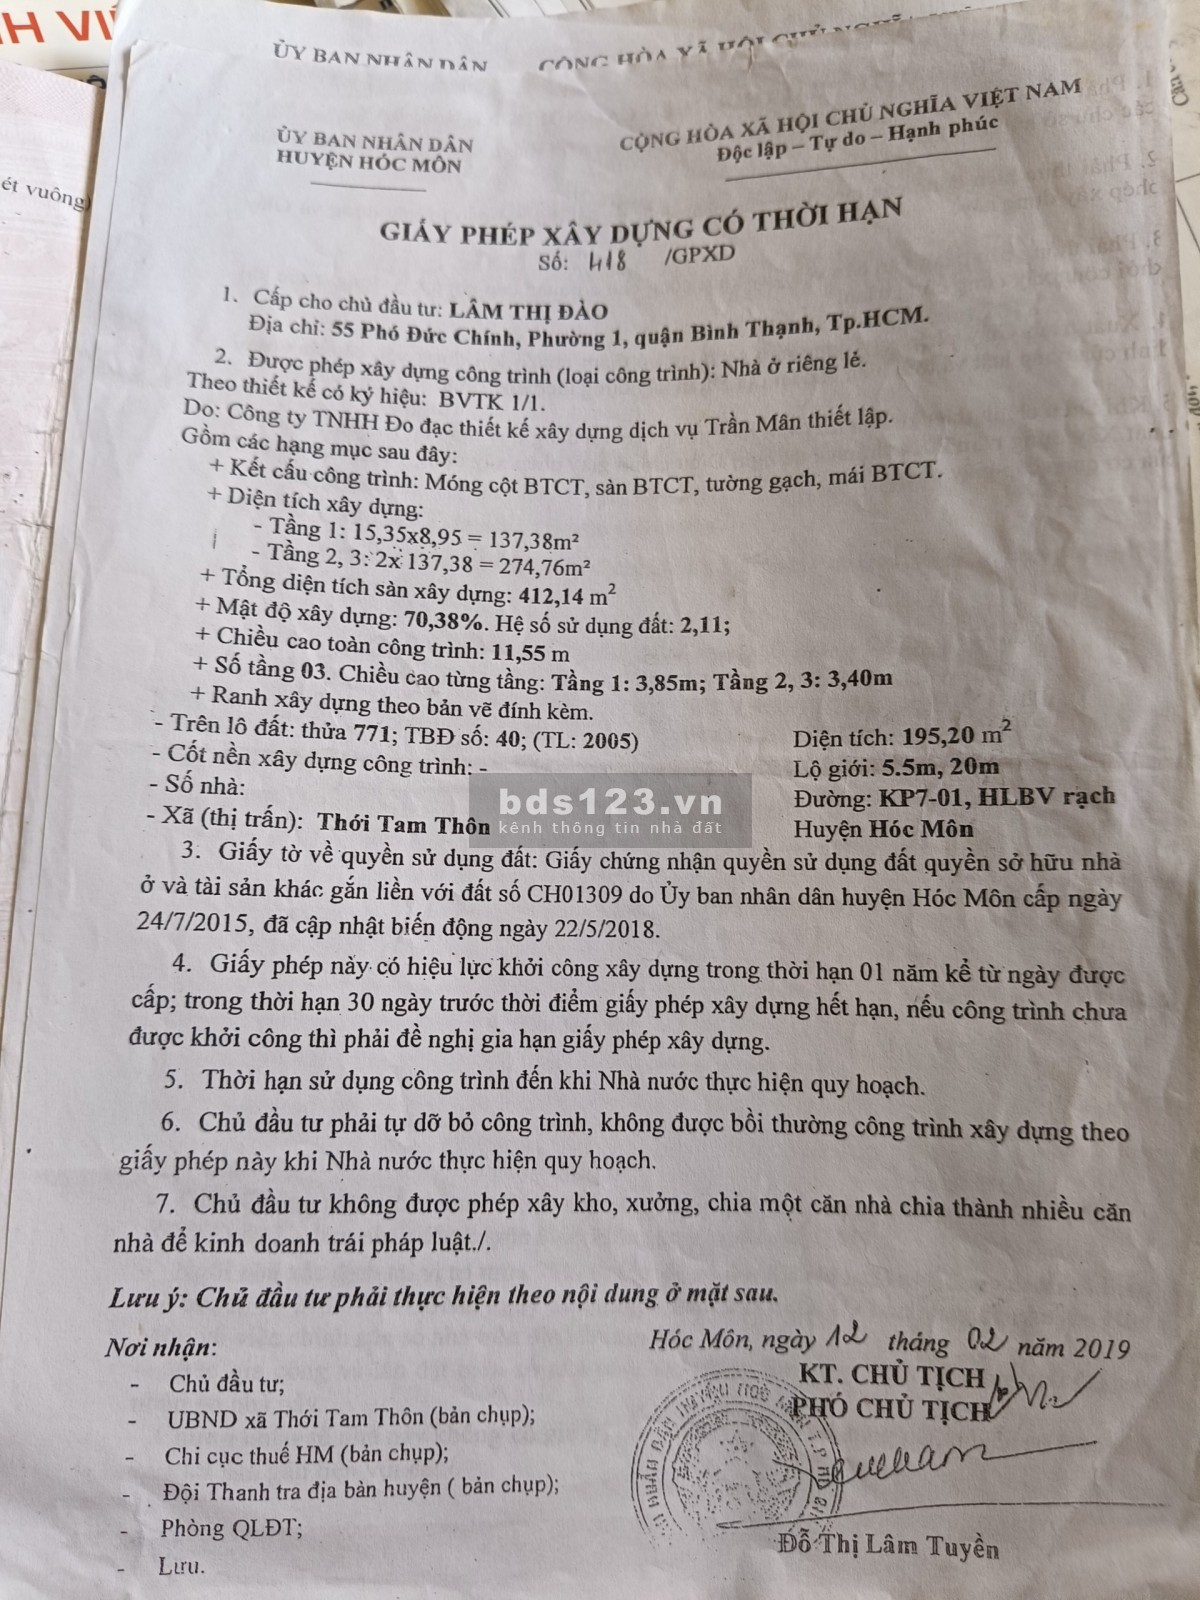 H VI
ét vuông)
ỦY BAN NHÂN DÂN CỘNG HÒA XÃ HỘI CHỦ NGHĨA
ỦY BAN NHÂN DÂN
HUYỆN HÓC MÔN
CỘNG HÒA XÃ HỘI CHỦ NGHĨA VIỆT NAM
Độc lập – Tự do – Hạnh phúc
GIẤY PHÉP XÂY DỰNG CÓ THỜI HẠN
Số: 418 /GPXD
1. Cấp cho chủ đầu tư: LÂM THỊ ĐÀO
Địa chỉ: 55 Phó Đức Chính, Phường 1, quận Bình Thạnh, Tp.HCM.
2. Được phép xây dựng công trình (loại công trình): Nhà ở riêng lẻ.
Theo thiết kế có ký hiệu: BVTK 1/1.
Do: Công ty TNHH Đo đạc thiết kế xây dựng dịch vụ Trần Mân thiết lập.
Gồm các hạng mục sau đây:
+ Kết cấu công trình: Móng cột BTCT, sàn BTCT, tường gạch, mái BTCT.
+ Diện tích xây dựng:
- Tầng 1: 15,35x8,95 = 137,38m²
- Tầng 2, 3: 2x 137,38 = 274,76m²
+ Tổng diện tích sàn xây dựng: 412,14 m²
+ Mật độ xây dựng: 70,38%. Hệ số sử dụng đất: 2,11;
+ Chiều cao toàn công trình: 11,55 m
+ Số tầng 03. Chiều cao từng tầng: Tầng 1: 3,85m; Tầng 2, 3: 3,40m
+ Ranh xây dựng theo bản vẽ đính kèm.
- Trên lô đất: thửa 771; TBĐ số: 40; (TL: 2005) Diện tích: 195,20 m²
- Cốt nền xây dựng công trình: - Lộ giới: 5.5m, 20m
- Số nhà: Đường: KP7-01, HLBV rạch
- Xã (thị trấn): Thới Tam Thôn Huyện Hóc Môn
bds123.vn
kênh thông tin nhà đất
3. Giấy tờ về quyền sử dụng đất: Giấy chứng nhận quyền sử dụng đất quyền sở hữu nhà
ở và tài sản khác gắn liền với đất số CH01309 do Ủy ban nhân dân huyện Hóc Môn cấp ngày
24/7/2015, đã cập nhật biến động ngày 22/5/2018.
4. Giấy phép này có hiệu lực khởi công xây dựng trong thời hạn 01 năm kể từ ngày được
cấp; trong thời hạn 30 ngày trước thời điểm giấy phép xây dựng hết hạn, nếu công trình chưa
được khởi công thì phải đề nghị gia hạn giấy phép xây dựng.
5. Thời hạn sử dụng công trình đến khi Nhà nước thực hiện quy hoạch.
6. Chủ đầu tư phải tự dỡ bỏ công trình, không được bồi thường công trình xây dựng theo
giấy phép này khi Nhà nước thực hiện quy hoạch.
7. Chủ đầu tư không được phép xây kho, xưởng, chia một căn nhà chia thành nhiều căn
nhà để kinh doanh trái pháp luật./.
Lưu ý: Chủ đầu tư phải thực hiện theo nội dung ở mặt sau.
Hóc Môn, ngày 12 tháng 02 năm 2019
KT. CHỦ TỊCH
PHÓ CHỦ TỊCH
Đỗ Thị Lâm Tuyền
Nơi nhận:
- Chủ đầu tư;
- UBND xã Thới Tam Thôn (bản chụp);
- Chi cục thuế HM (bản chụp);
- Đội Thanh tra địa bàn huyện ( bản chụp);
- Phòng QLĐT;
- Lưu.